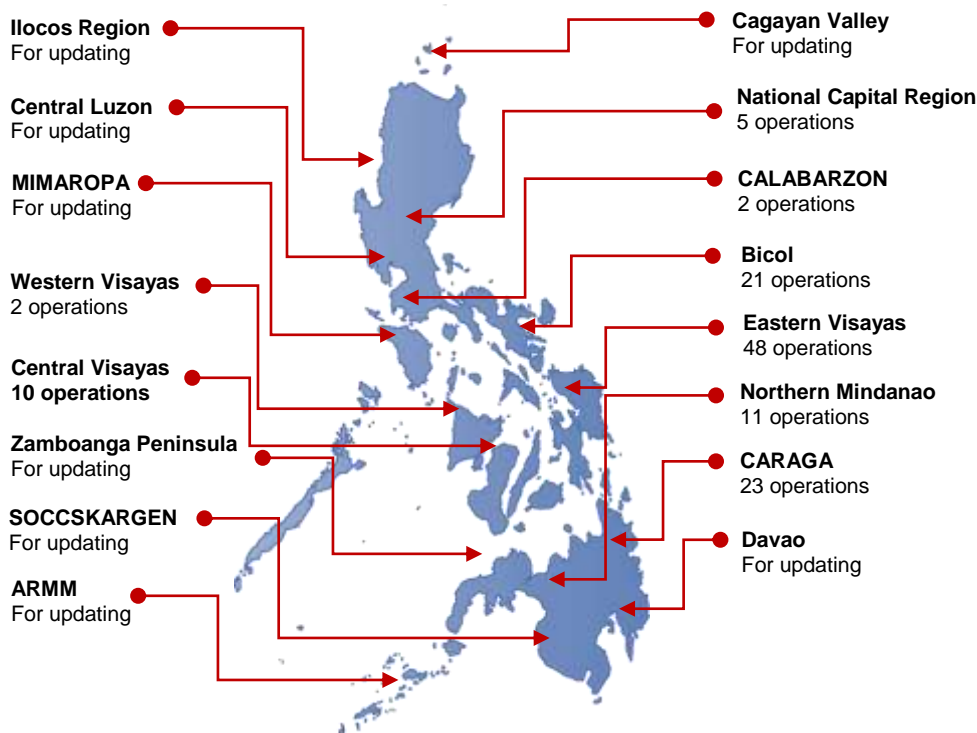 Ilocos Region
For updating
Central Luzon
For updating
MIMAROPA
For updating
Western Visayas
2 operations
Central Visayas
10 operations
Zamboanga Peninsula
For updating
SOCCSKARGEN
For updating
ARMM
For updating
Cagayan Valley
For updating
National Capital Region
5 operations
CALABARZON
2 operations
Bicol
21 operations
Eastern Visayas
48 operations
Northern Mindanao
11 operations
CARAGA
23 operations
Davao
For updating